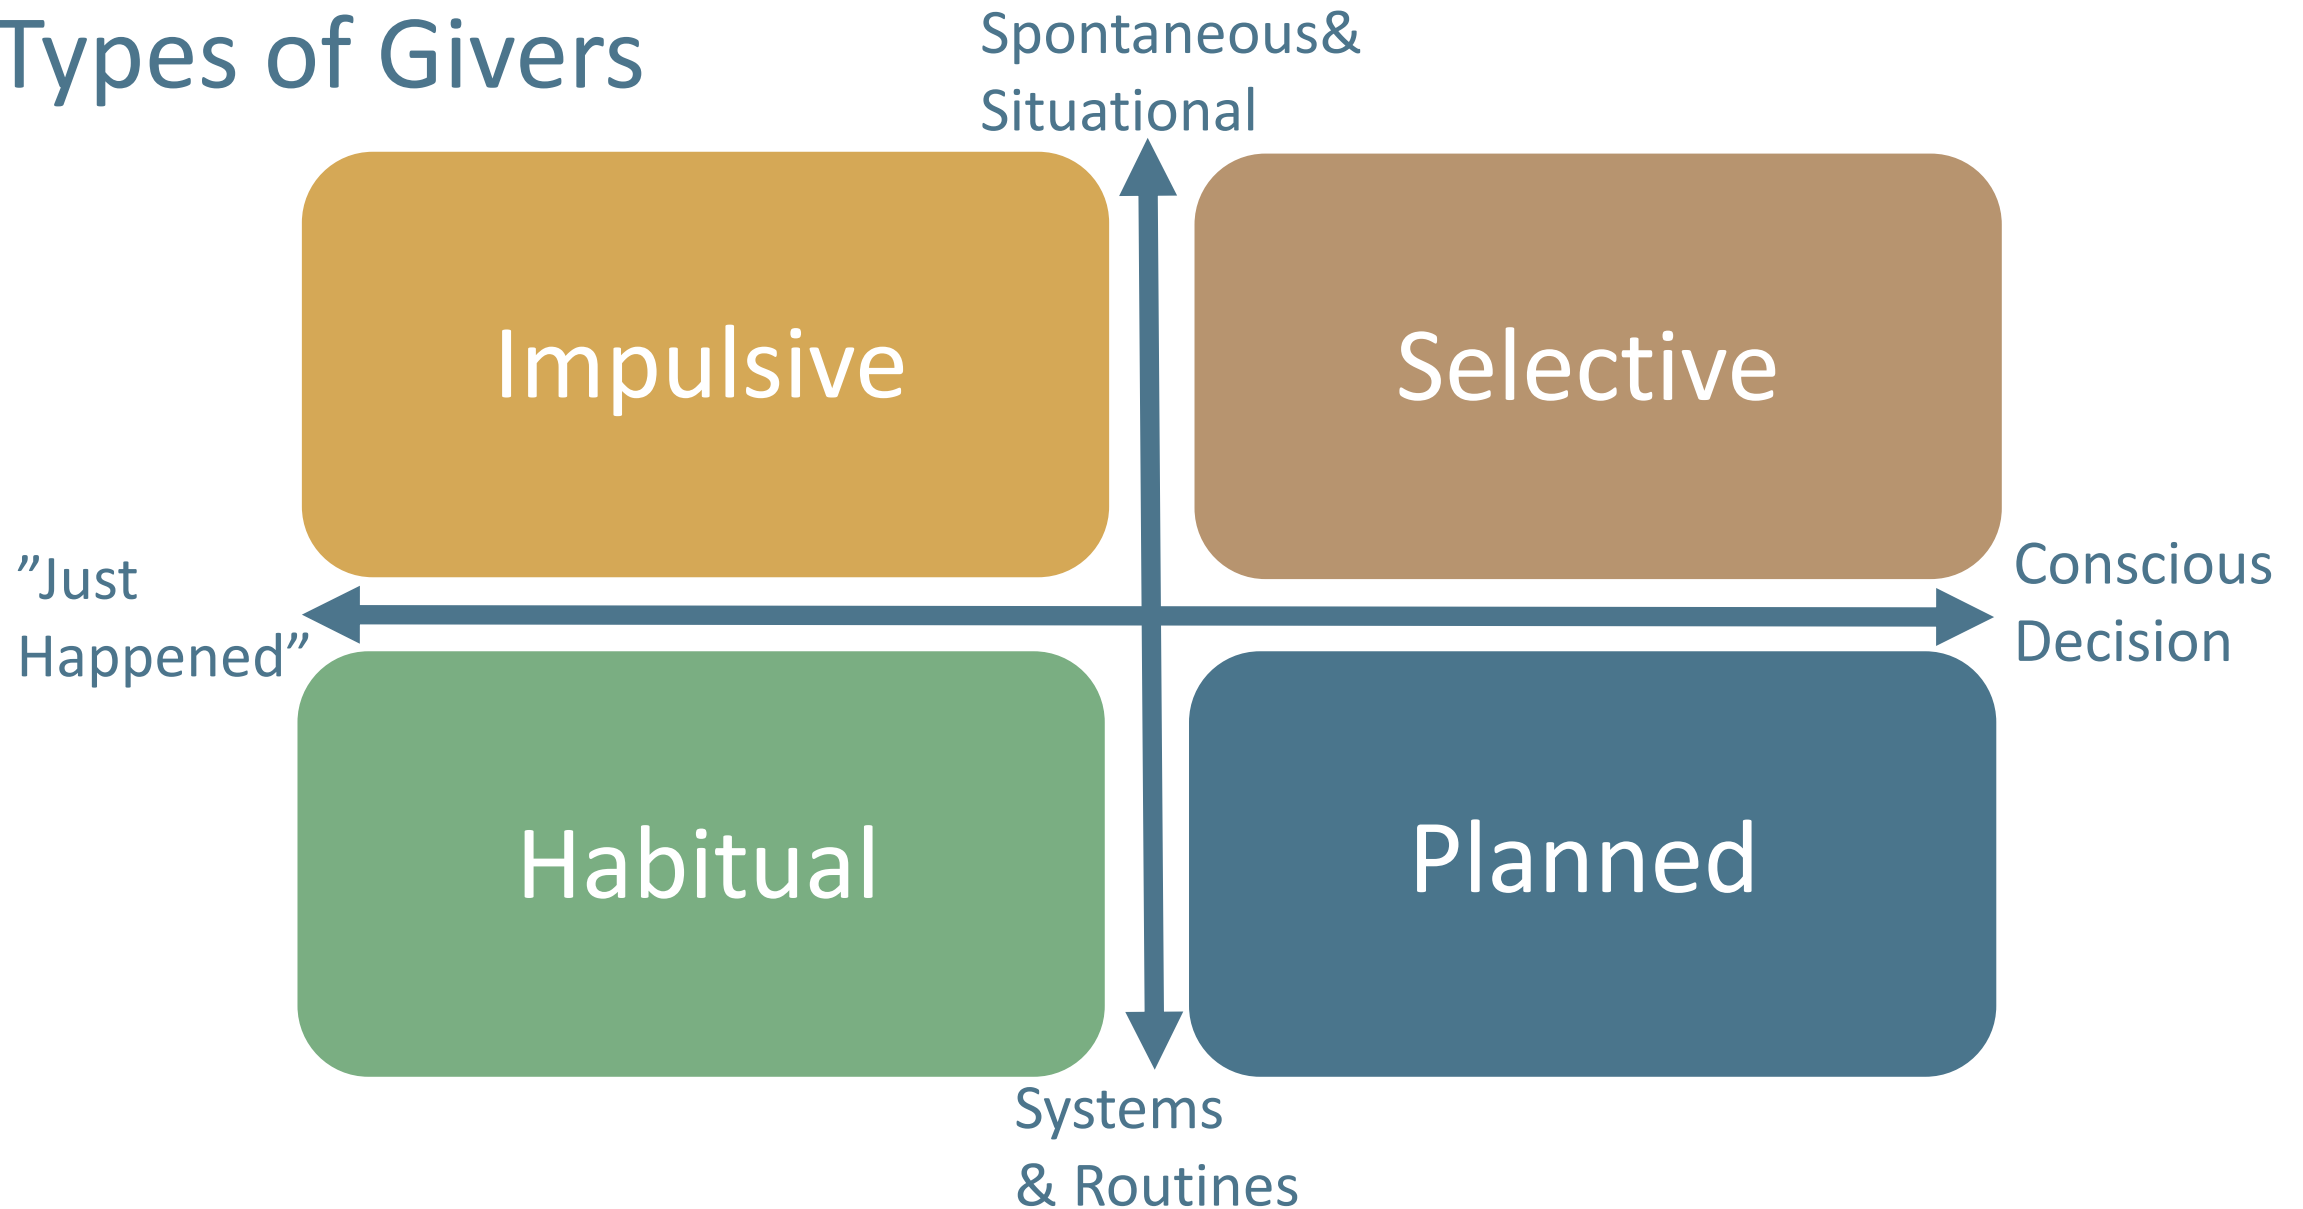 Types of Givers
Spontaneous&
Situational
Impulsive
Selective
”Just
Happened”
Conscious
Decision
Habitual
Planned
Systems
& Routines